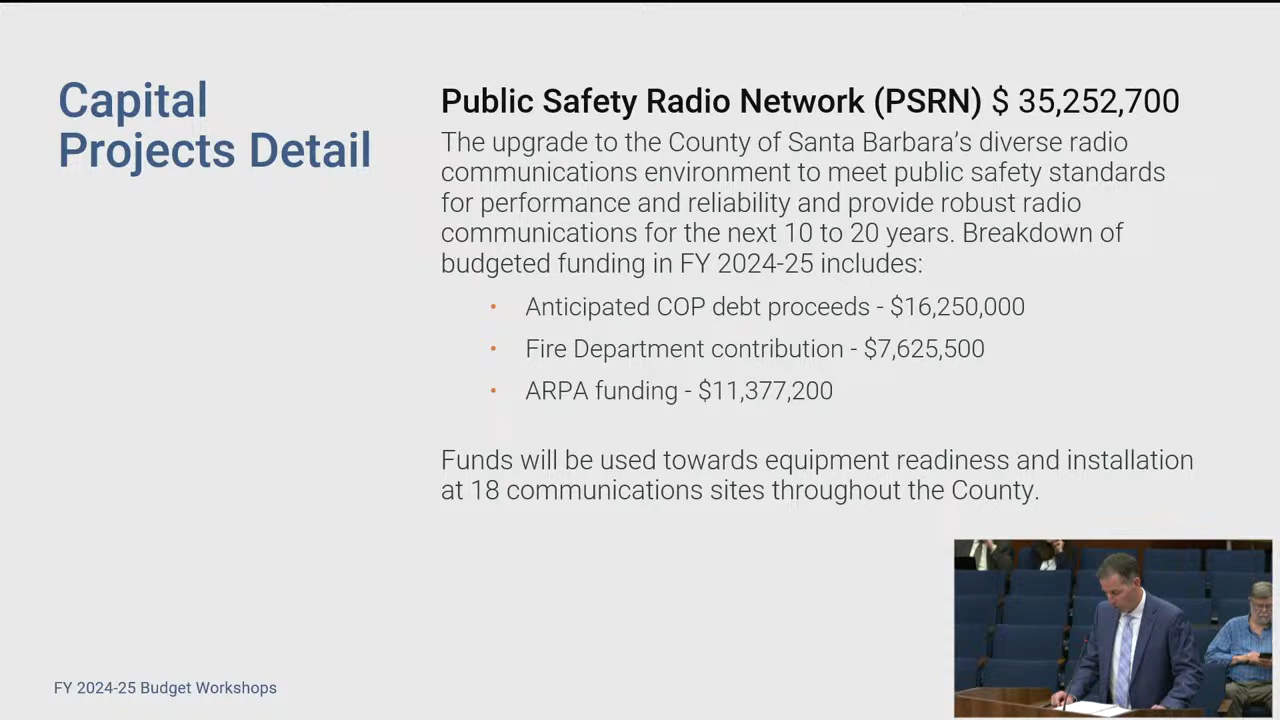 Capital
Projects Detail
Public Safety Radio Network (PSRN) $ 35,252,700
The upgrade to the County of Santa Barbara’s diverse radio
communications environment to meet public safety standards
for performance and reliability and provide robust radio
communications for the next 10 to 20 years. Breakdown of
budgeted funding in FY 2024-25 includes:
• Anticipated COP debt proceeds - $16,250,000
• Fire Department contribution - $7,625,500
• ARPA funding - $11,377,200
Funds will be used towards equipment readiness and installation
at 18 communications sites throughout the County.
FY 2024-25 Budget Workshops